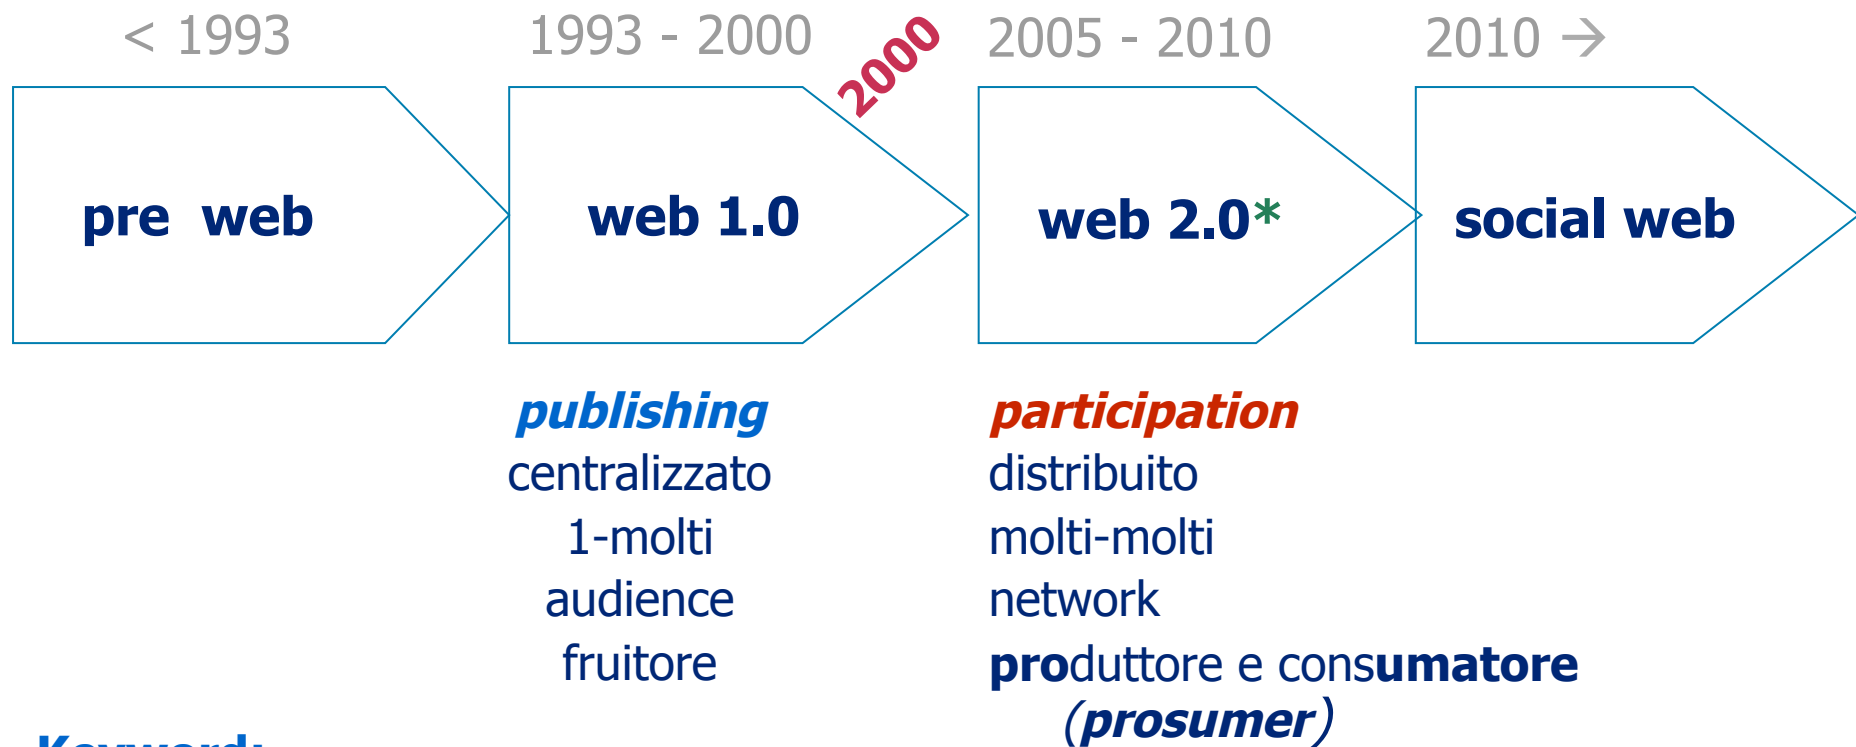 < 1993
1993 - 2000
2000
2005 - 2010
2010 →
pre web
web 1.0
web 2.0*
social web
publishing
centralizzato
1-molti
audience
fruitore
participation
distribuito
molti-molti
network
produttore e consumatore
(prosumer)
Keyword: